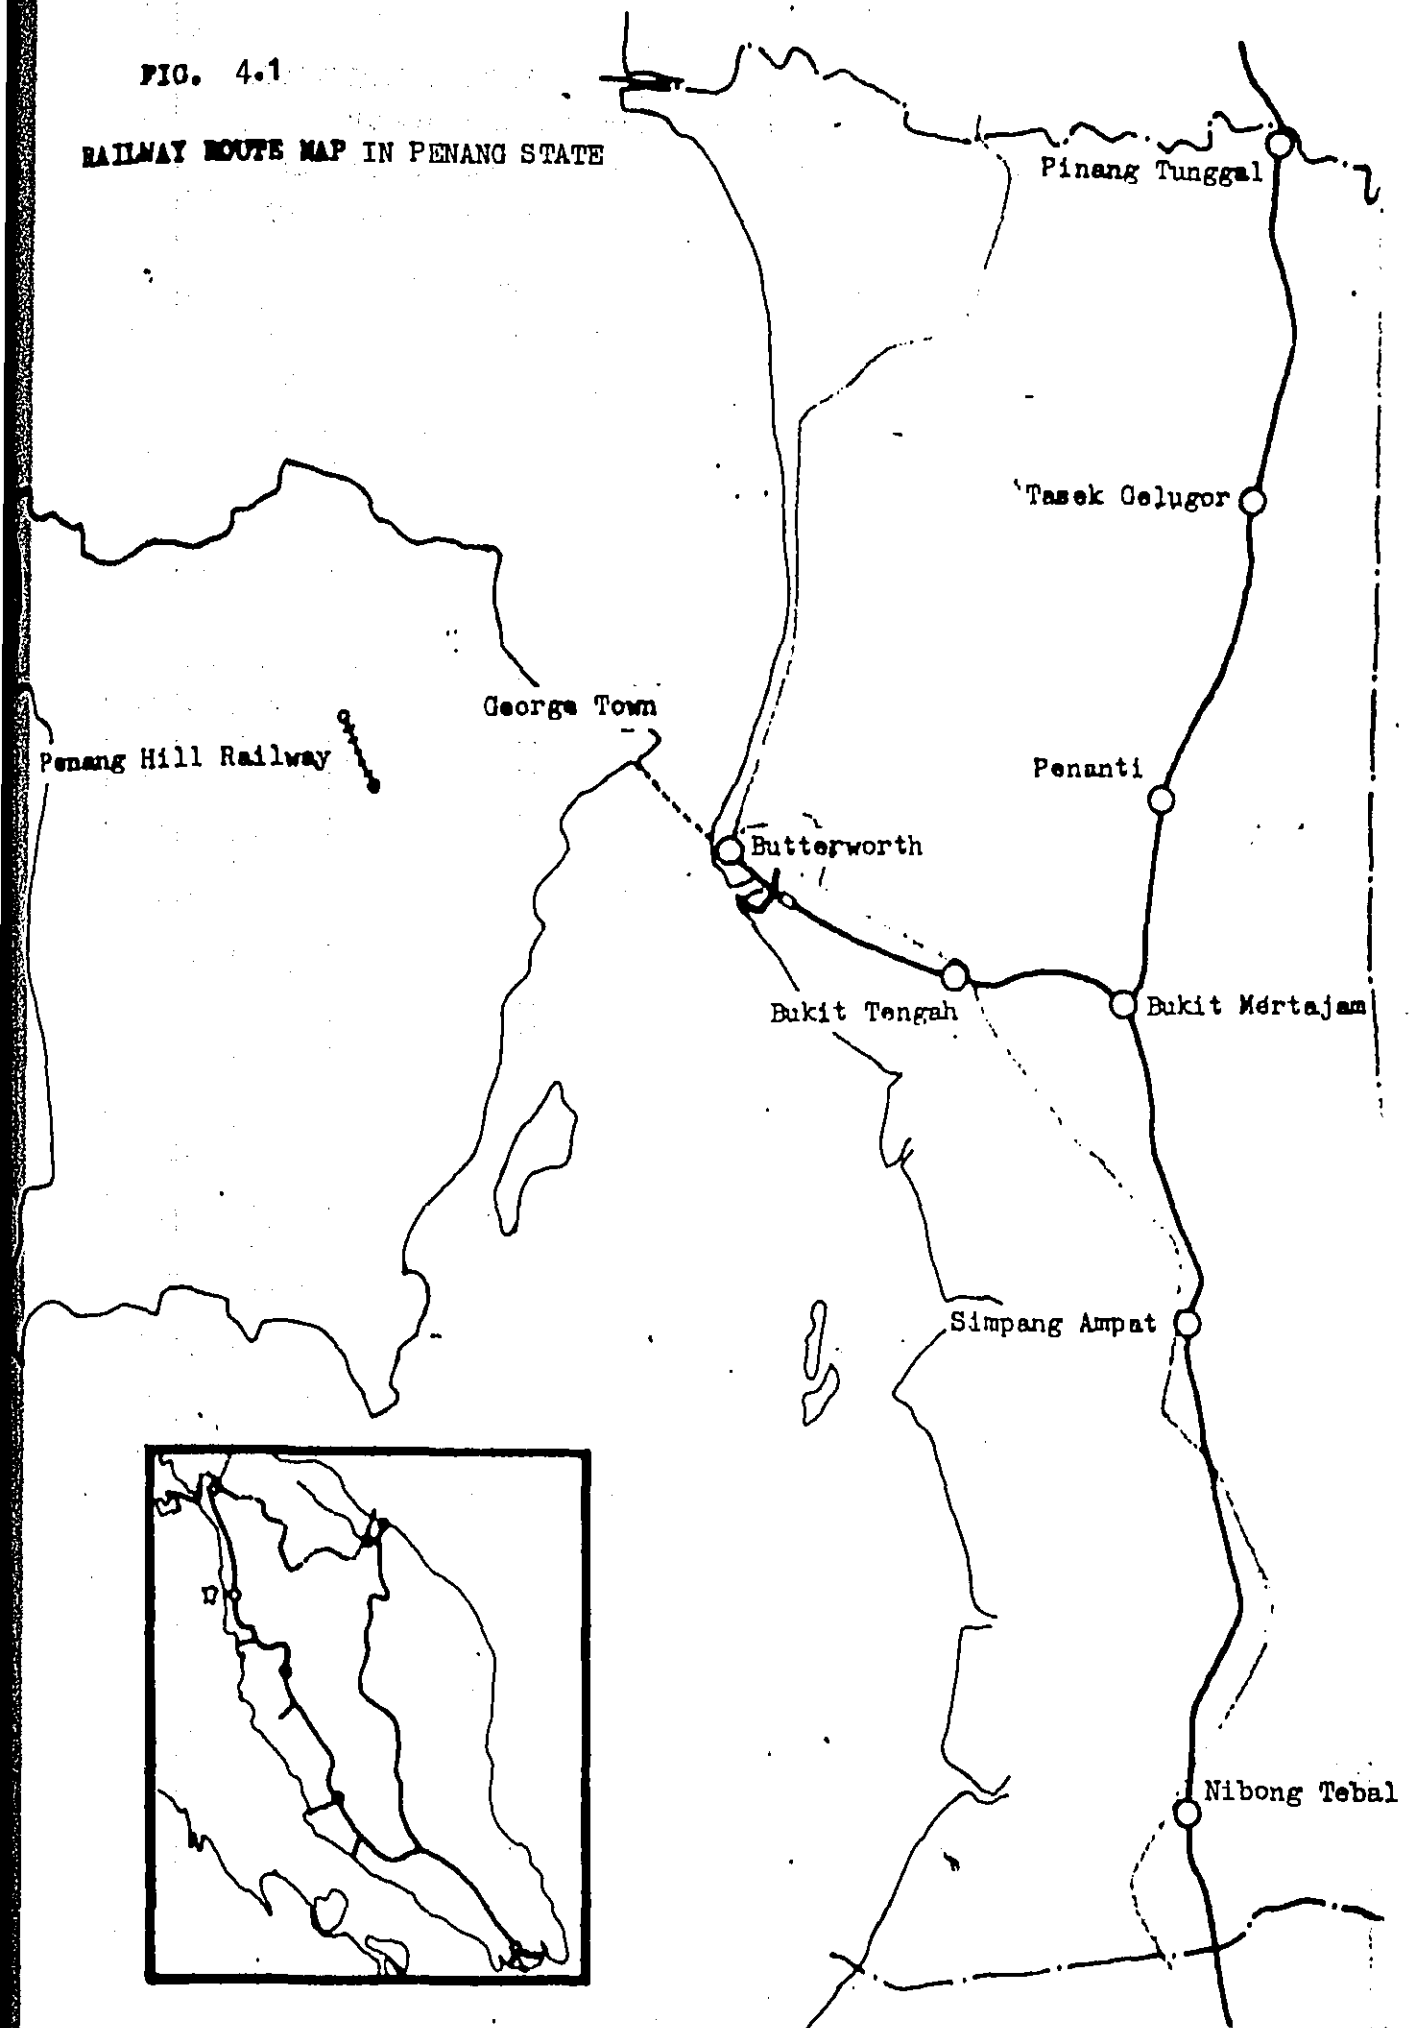 FIG. 4.1
RAILWAY ROUTE MAP IN PENANG STATE
Pinang Tunggal
Tasek Gelugor
George Town
Penang Hill Railway
Penanti
Butterworth
Bukit Tengah
Bukit Mertajam
Simpang Ampat
Nibong Tebal